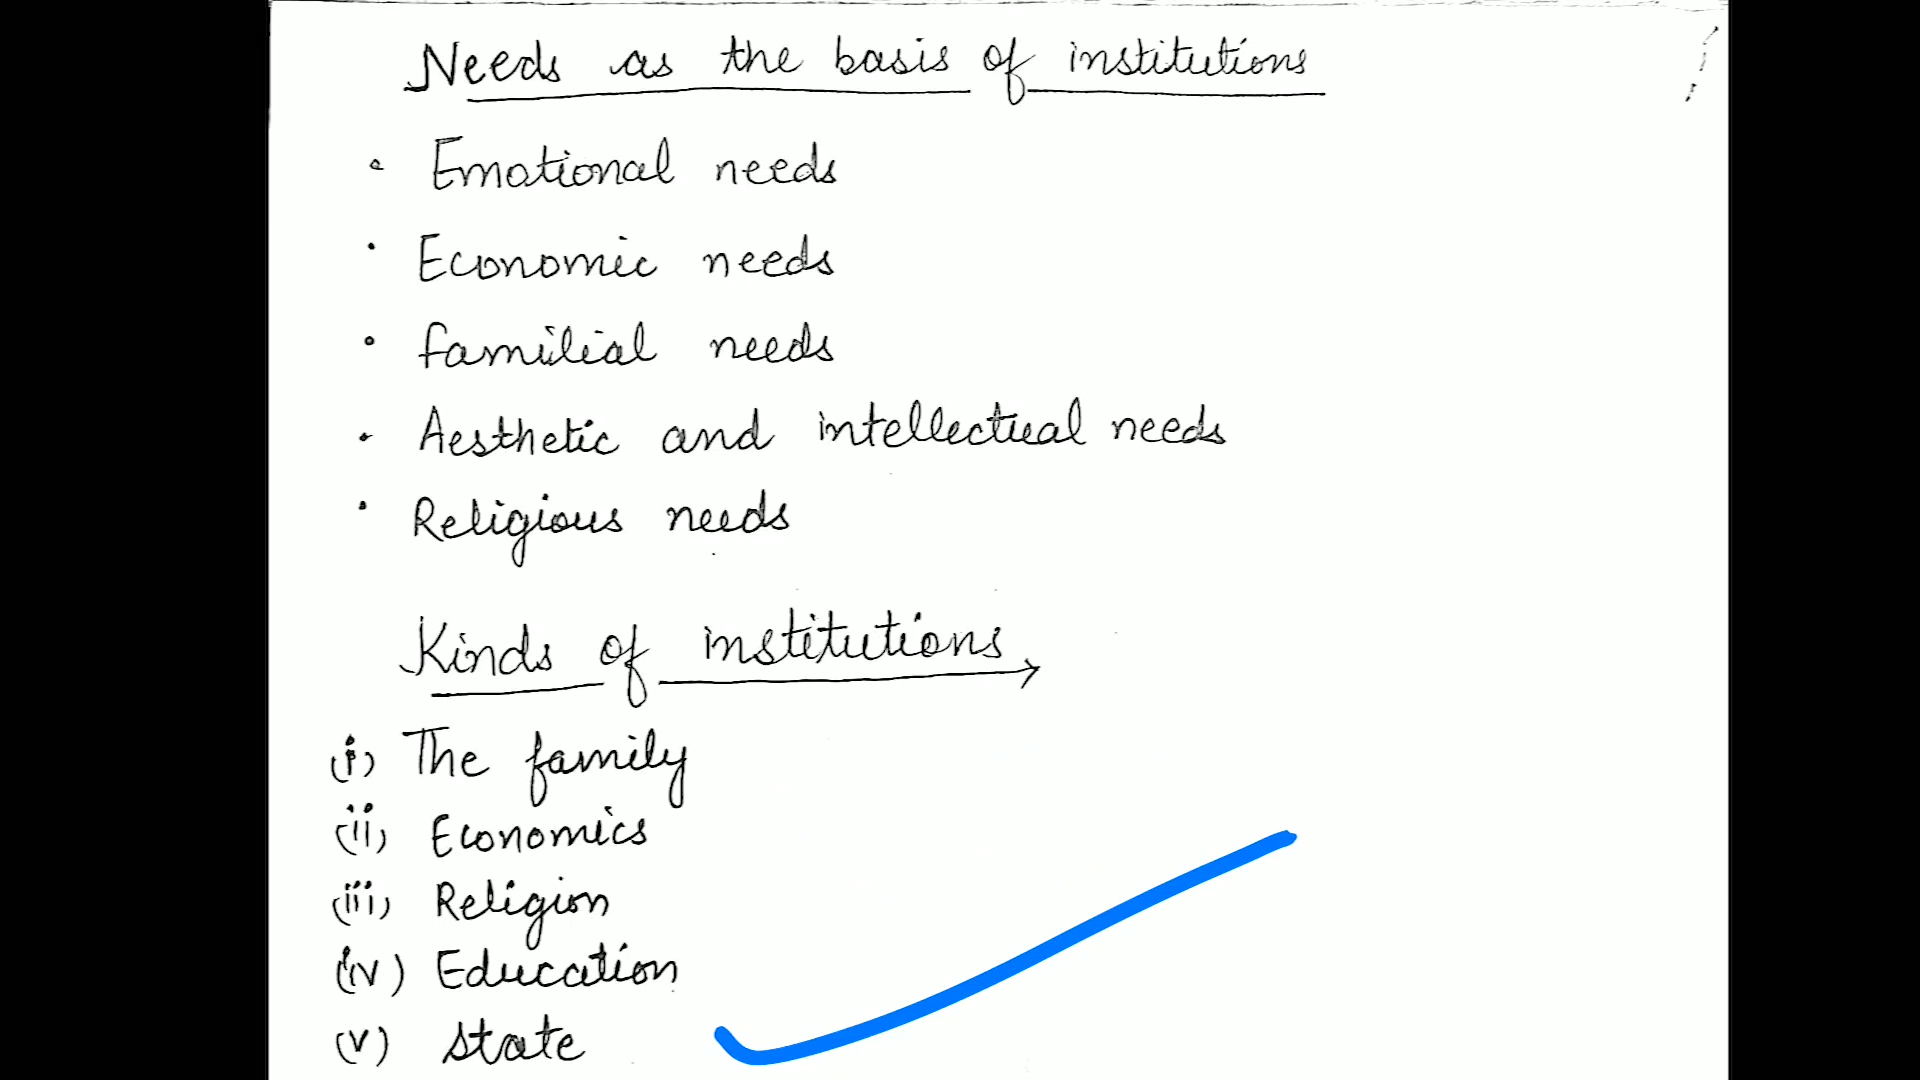 Needs as the basis of institutions
• Emotional needs
• Economic needs
• familial needs
• Aesthetic and intellectual needs
• Religious needs
Kinds of institutions →
(i) The family
(ii) Economics
(iii) Religion
(iv) Education
(v) State